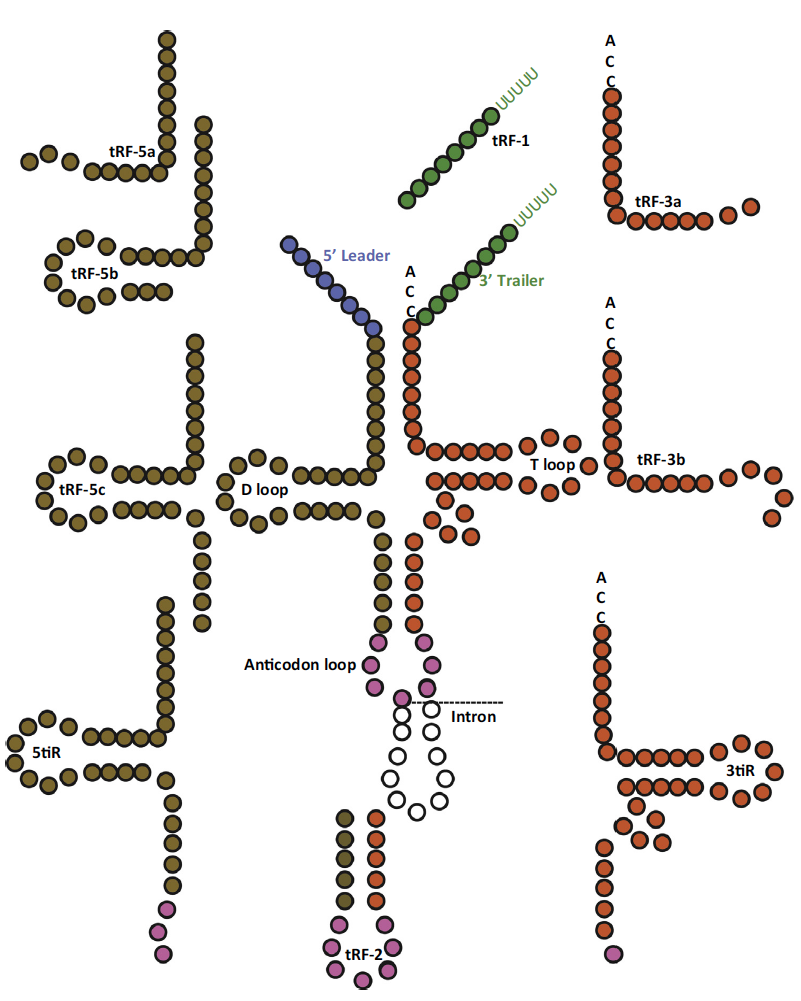 A
C
C
UUUUU
tRF-1
tRF-5a
tRF-3a
UUUUU
5’ Leader
A
C
C
3’ Trailer
tRF-5b
A
C
C
T loop
tRF-3b
tRF-5c
D loop
A
C
C
Anticodon loop
Intron
5tiR
3tiR
tRF-2